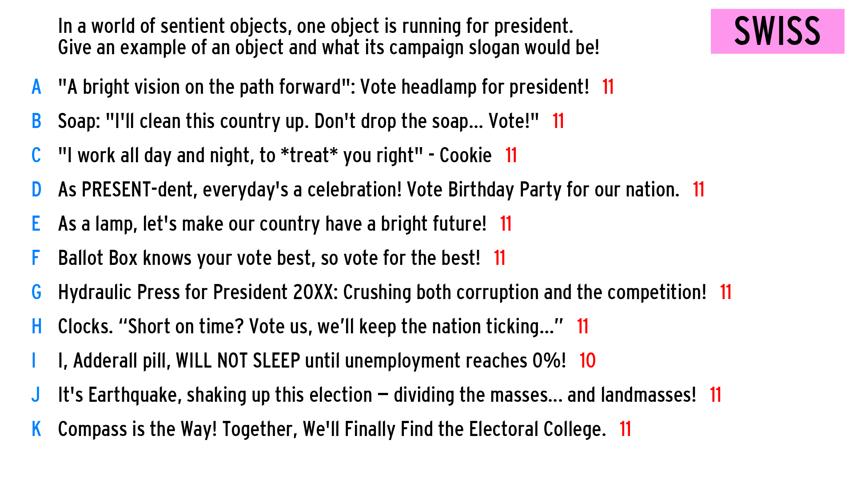 In a world of sentient objects, one object is running for president.
Give an example of an object and what its campaign slogan would be!
SWISS
A "A bright vision on the path forward": Vote headlamp for president! 11
B Soap: "I'll clean this country up. Don't drop the soap... Vote!" 11
C "I work all day and night, to *treat* you right" - Cookie 11
D As PRESENT-dent, everyday's a celebration! Vote Birthday Party for our nation. 11
E As a lamp, let's make our country have a bright future! 11
F Ballot Box knows your vote best, so vote for the best! 11
G Hydraulic Press for President 20XX: Crushing both corruption and the competition! 11
H Clocks. “Short on time? Vote us, we’ll keep the nation ticking...” 11
I I, Adderall pill, WILL NOT SLEEP until unemployment reaches 0%! 10
J It's Earthquake, shaking up this election – dividing the masses... and landmasses! 11
K Compass is the Way! Together, We'll Finally Find the Electoral College. 11